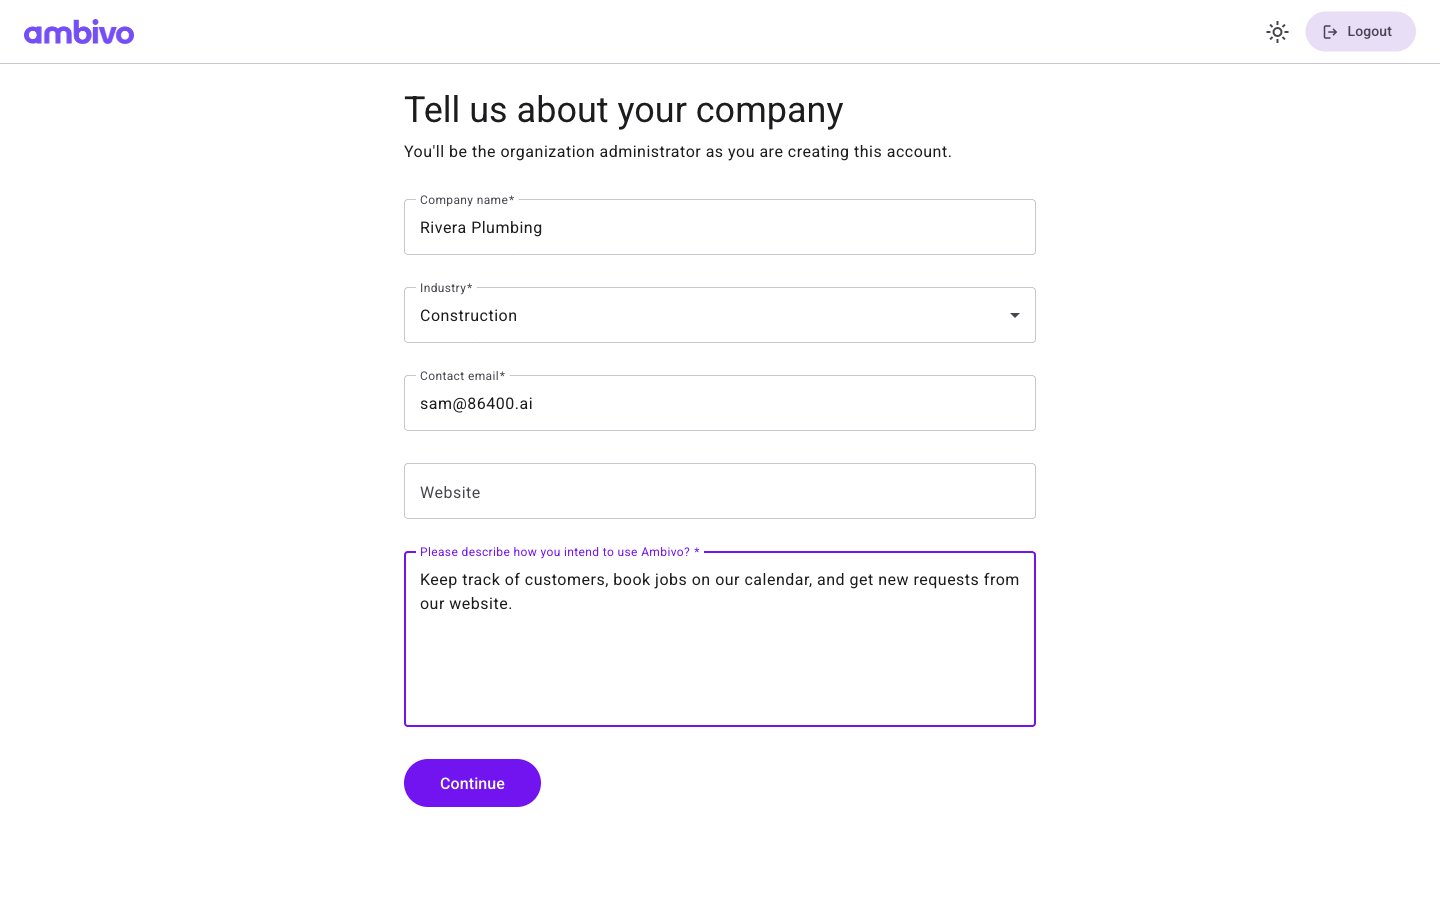 ambivo
Logout
Tell us about your company
You'll be the organization administrator as you are creating this account.
Company name*
Rivera Plumbing
Industry*
Construction
Contact email*
sam@86400.ai
Website
Please describe how you intend to use Ambivo? *
Keep track of customers, book jobs on our calendar, and get new requests from
our website.
Continue